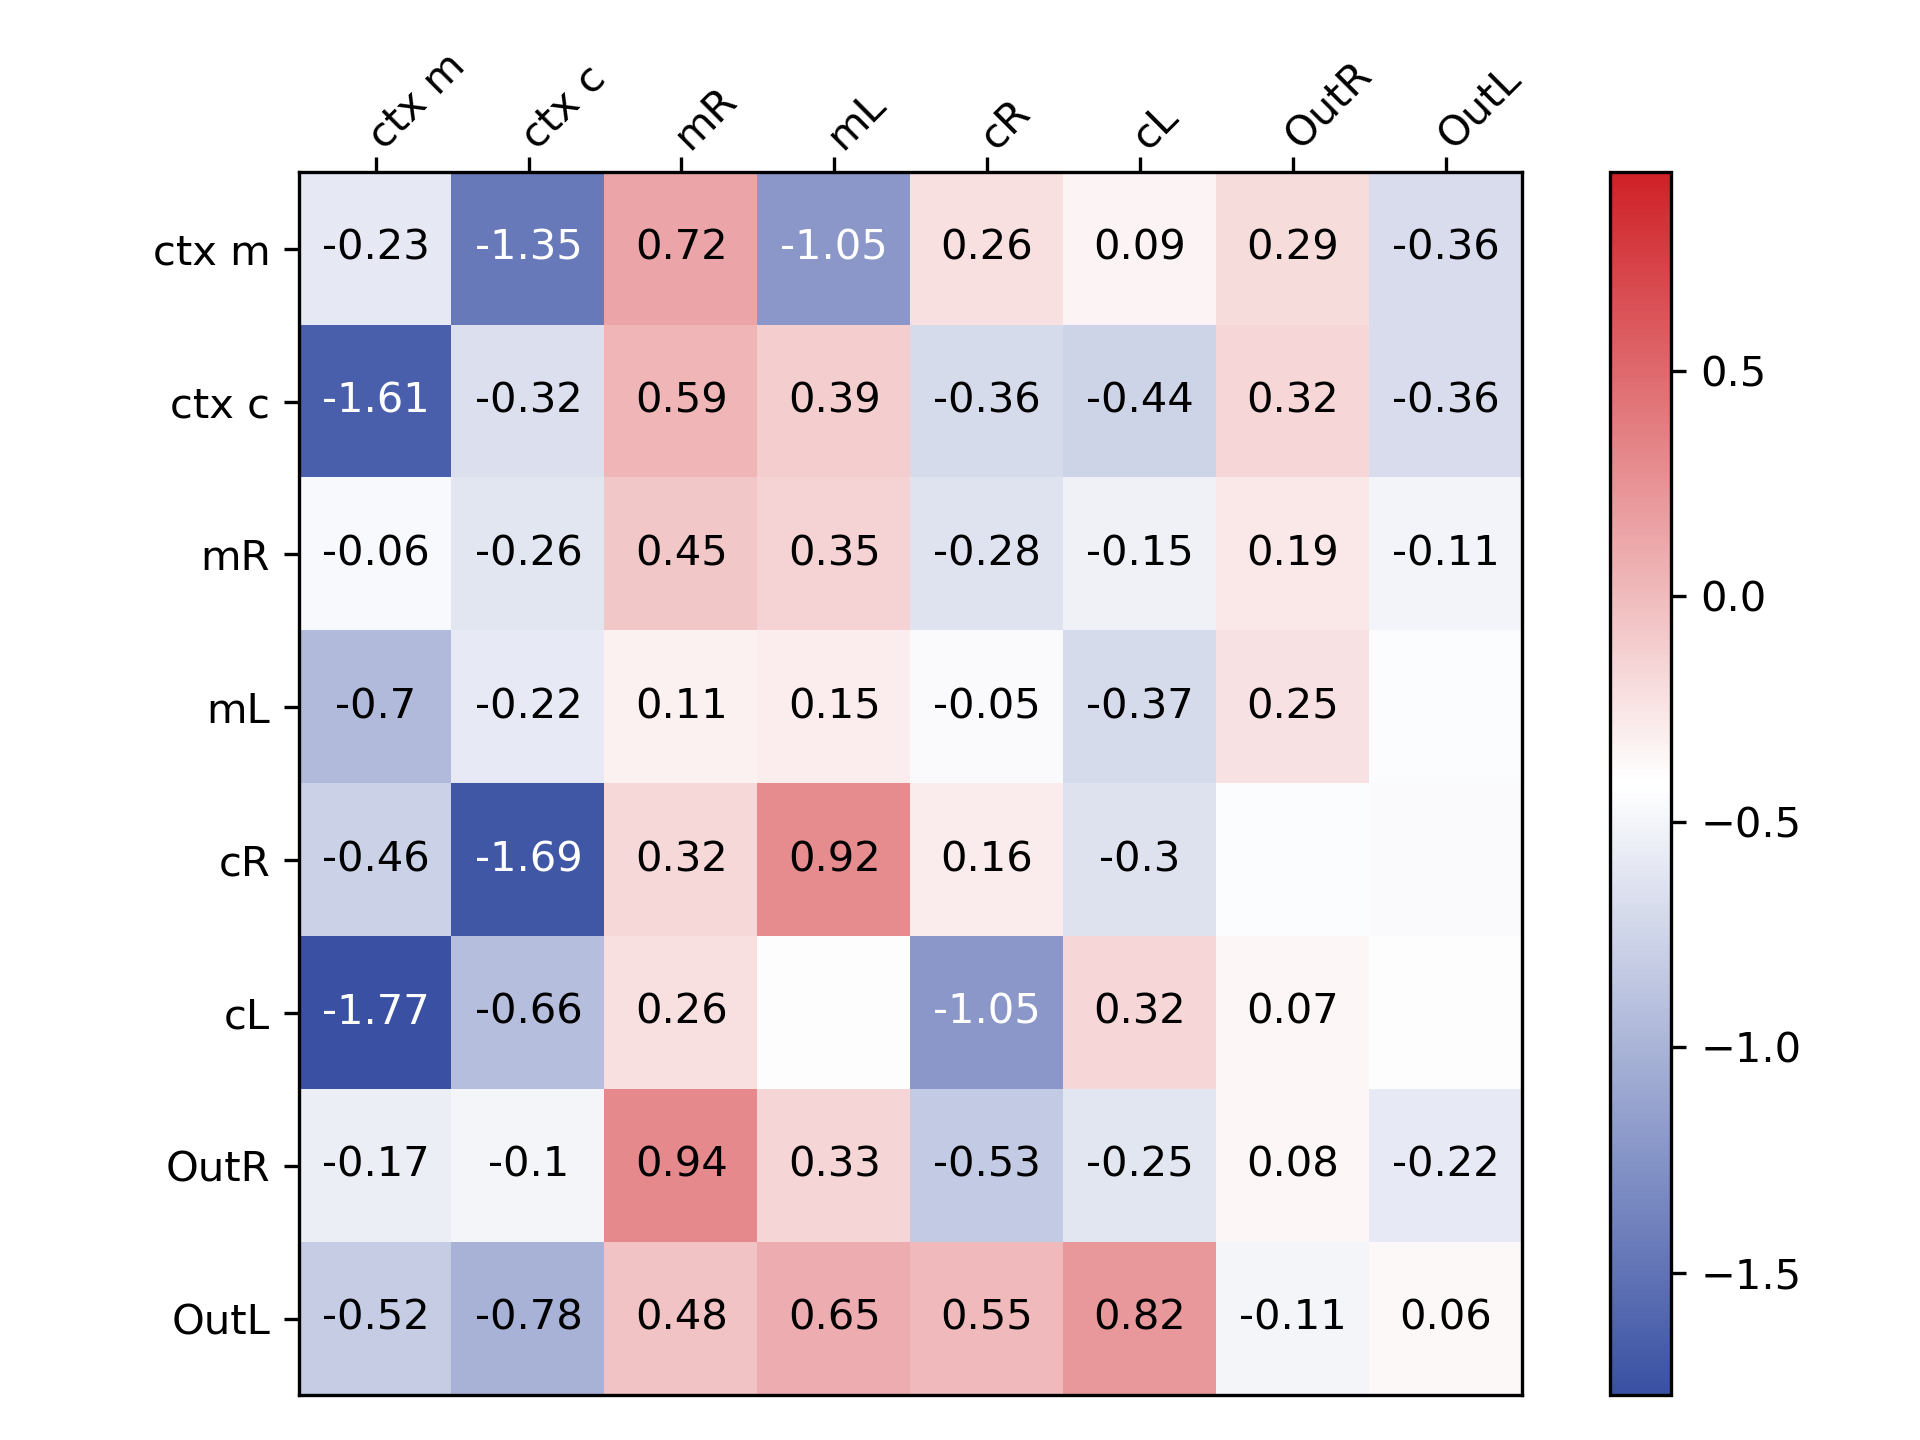 ctx m ctx c mR mL cR cL OutR OutL
ctx m -0.23 -1.35 0.72 -1.05 0.26 0.09 0.29 -0.36
ctx c -1.61 -0.32 0.59 0.39 -0.36 -0.44 0.32 -0.36
0.5
mR -0.06 -0.26 0.45 0.35 -0.28 -0.15 0.19 -0.11
0.0
mL -0.7 -0.22 0.11 0.15 -0.05 -0.37 0.25
−0.5
cR -0.46 -1.69 0.32 0.92 0.16 -0.3
cL -1.77 -0.66 0.26 -1.05 0.32 0.07
−1.0
OutR -0.17 -0.1 0.94 0.33 -0.53 -0.25 0.08 -0.22
−1.5
OutL -0.52 -0.78 0.48 0.65 0.55 0.82 -0.11 0.06